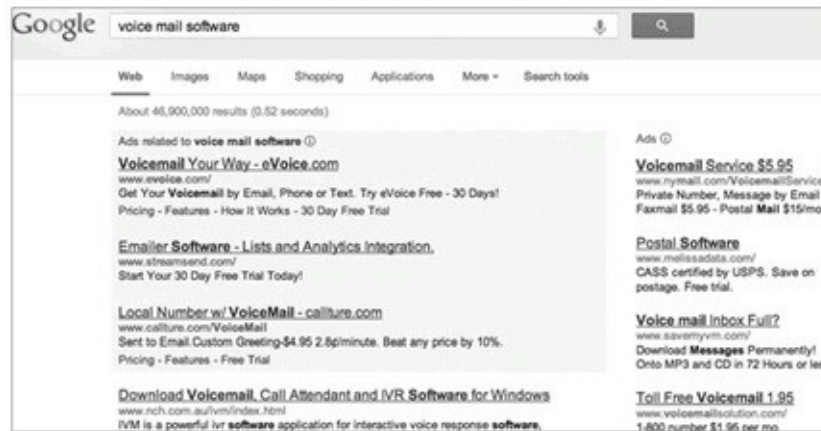 Google
voice mail software
Web Images Maps Shopping Applications More Search tools
About 46,900,000 results (0.52 seconds)
Ads related to voice mail software
Voicemail Your Way - eVoice.com
www.evoice.com/
Get Your Voicemail by Email, Phone or Text. Try eVoice Free - 30 Days!
Pricing - Features - How It Works - 30 Day Free Trial
Emailer Software - Lists and Analytics Integration.
www.streamsend.com/
Start Your 30 Day Free Trial Today!
Local Number w/ VoiceMail - callture.com
www.callture.com/VoiceMail
Sent to Email.Custom Greeting-$4.95 2.8¢/minute. Beat any price by 10%.
Pricing - Features - Free Trial
Download Voicemail, Call Attendant and IVR Software for Windows
www.nch.com.au/ivm/index.html
IVM is a powerful ivr software application for interactive voice response software,
Ads
Voicemail Service $5.95
www.nymail.com/VoicemailService
Private Number, Message by Email
Faxmail $5.95 - Postal Mail $15/mo
Postal Software
www.melissadata.com/
CASS certified by USPS. Save on
postage. Free trial.
Voice mail Inbox Full?
www.savemyvm.com/
Download Messages Permanently!
Onto MP3 and CD in 72 Hours or les
Toll Free Voicemail 1.95
www.voicemailsolution.com/
1-800 number $1.95 per mo